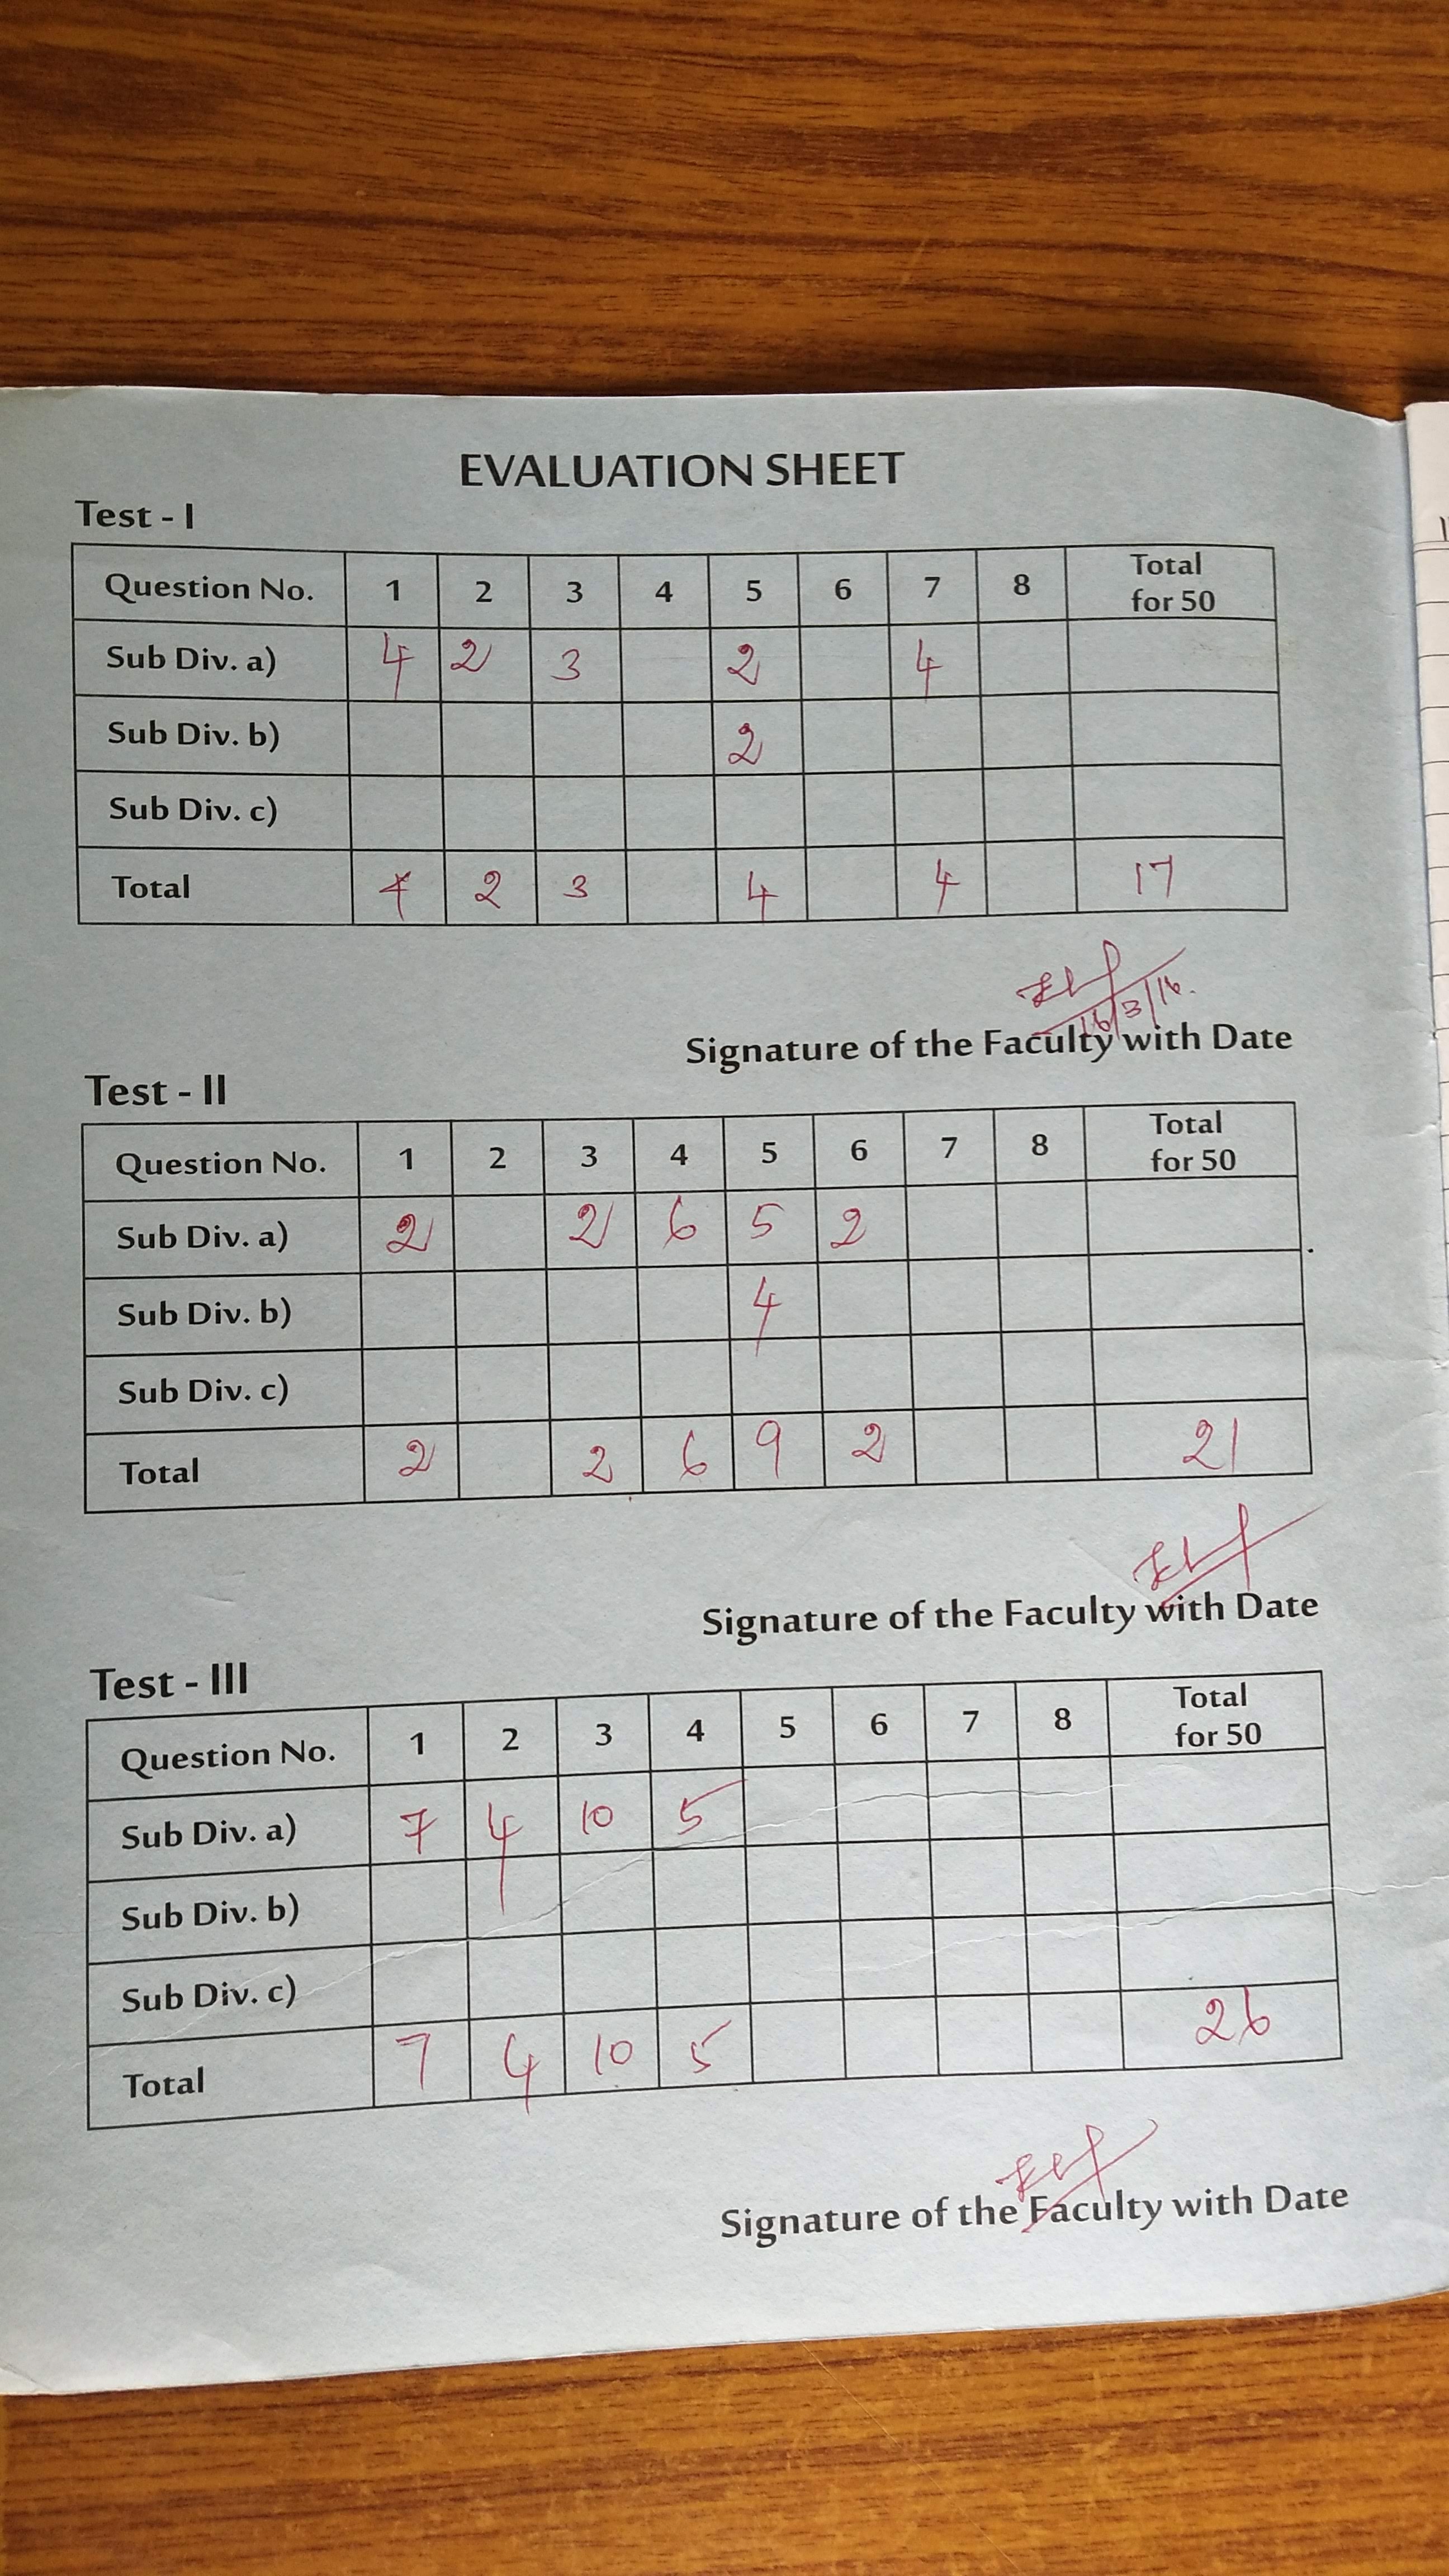 EVALUATION SHEET
Test - I
Question No. 1 2 3 4 5 6 7 8 Total for 50
Sub Div. a) 4 2 3 2 4
Sub Div. b) 2
Sub Div. c)
Total 4 2 3 4 4 17
16/3/16.
Signature of the Faculty with Date
Test - II
Question No. 1 2 3 4 5 6 7 8 Total for 50
Sub Div. a) 2 2 6 5 2
Sub Div. b) 4
Sub Div. c)
Total 2 2 6 9 2 21
Signature of the Faculty with Date
Test - III
Question No. 1 2 3 4 5 6 7 8 Total for 50
Sub Div. a) 7 4 10 5
Sub Div. b)
Sub Div. c)
Total 7 4 10 5 26
Signature of the Faculty with Date